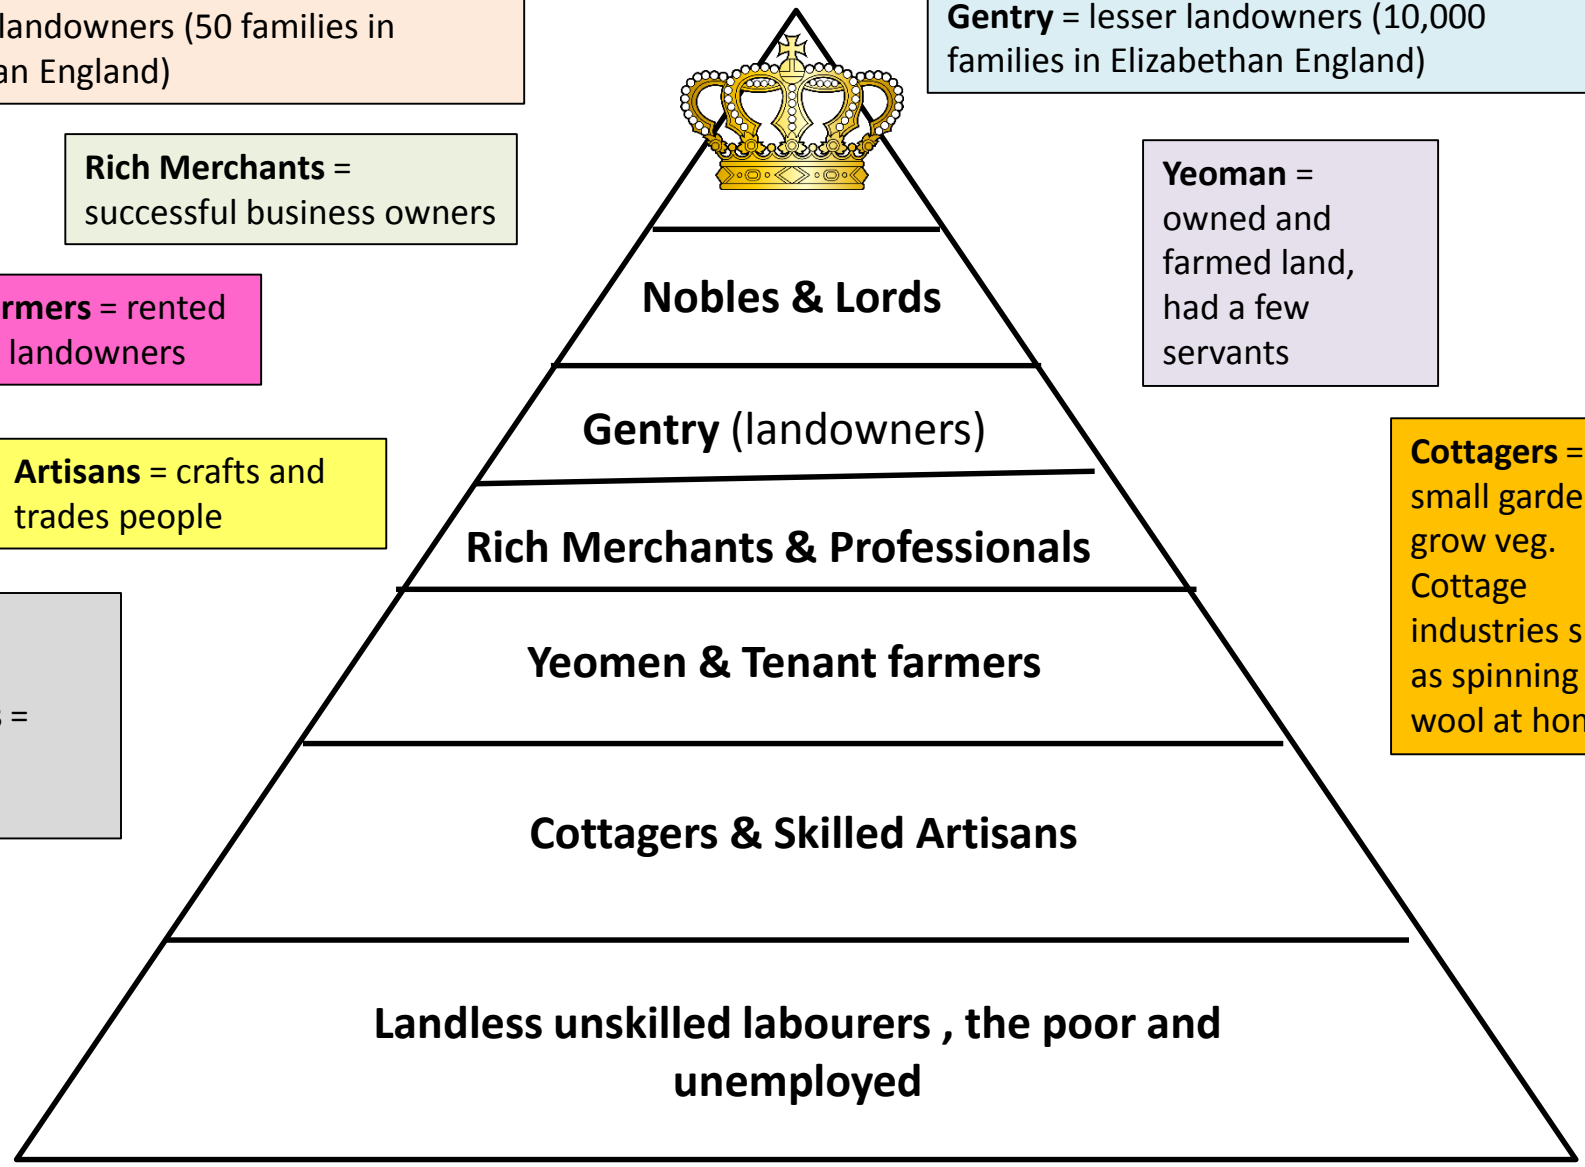 landowners (50 families in
an England)
Gentry = lesser landowners (10,000
families in Elizabethan England)
Rich Merchants =
successful business owners
Yeoman =
owned and
farmed land,
had a few
servants
rmers = rented
landowners
Artisans = crafts and
trades people
Cottagers =
small garde
grow veg.
Cottage
industries s
as spinning
wool at hom
s =
Nobles & Lords
Gentry (landowners)
Rich Merchants & Professionals
Yeomen & Tenant farmers
Cottagers & Skilled Artisans
Landless unskilled labourers , the poor and
unemployed